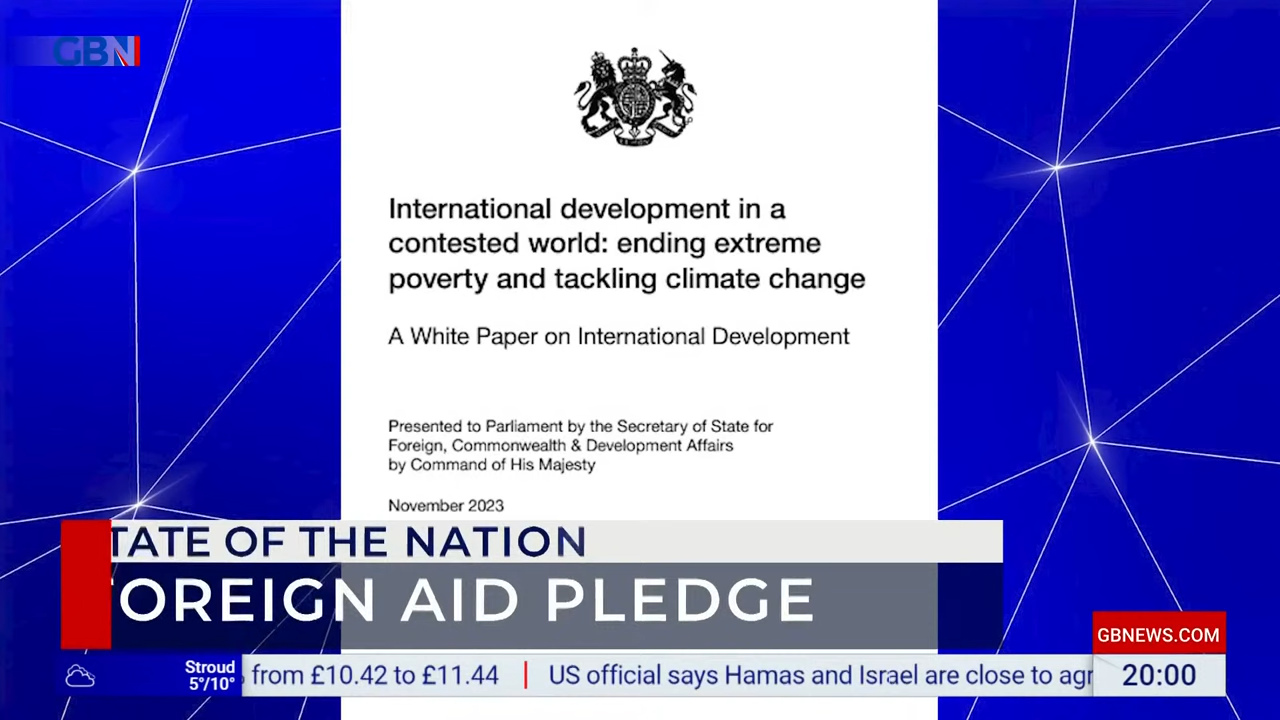 GBN
International development in a
contested world: ending extreme
poverty and tackling climate change
A White Paper on International Development
Presented to Parliament by the Secretary of State for
Foreign, Commonwealth & Development Affairs
by Command of His Majesty
November 2023
TATE OF THE NATION
OREIGN AID PLEDGE
GBNEWS.COM
Stroud
5°/10°
from £10.42 to £11.44 | US official says Hamas and Israel are close to agr
20:00